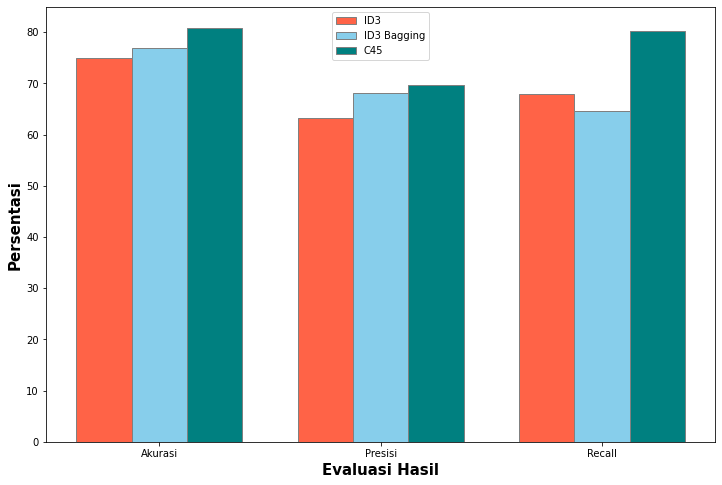 ID3
ID3 Bagging
C45
Persentasi
80
70
60
50
40
30
20
10
0
Akurasi Presisi Recall
Evaluasi Hasil